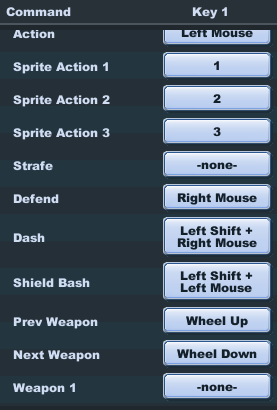 Command Key 1
Action Left Mouse
Sprite Action 1 1
Sprite Action 2 2
Sprite Action 3 3
Strafe -none-
Defend Right Mouse
Dash Left Shift +
Right Mouse
Shield Bash Left Shift +
Left Mouse
Prev Weapon Wheel Up
Next Weapon Wheel Down
Weapon 1 -none-